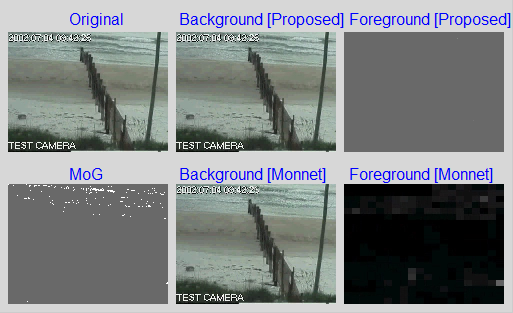 Original
Background [Proposed]
Foreground [Proposed]
TEST CAMERA
TEST CAMERA
MoG
Background [Monnet]
Foreground [Monnet]
TEST CAMERA